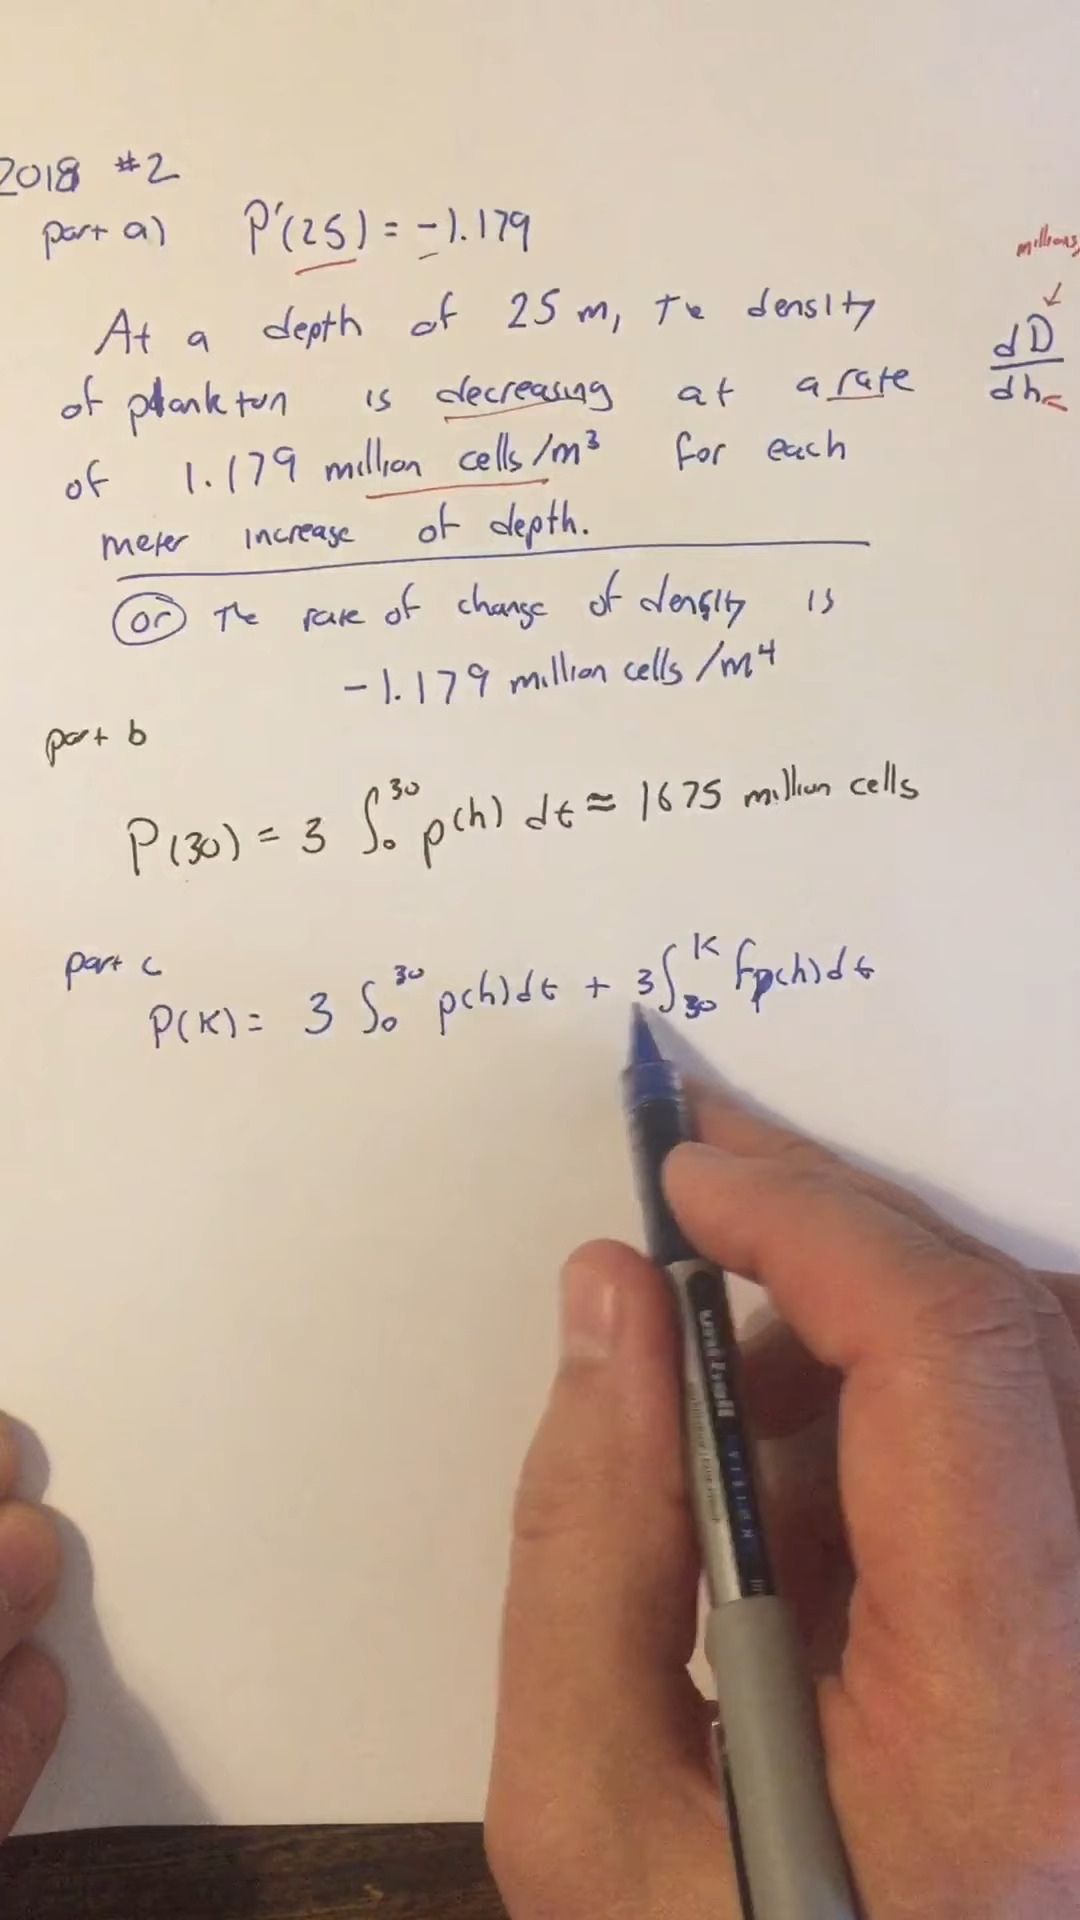 2018 #2
part a) P'(25) = -1.179
millions
At a depth of 25 m, The density
dD
of plankton is decreasing at a rate
dh
of 1.179 million cells/m³ for each
meter increase of depth.
or The rate of change of density is
-1.179 million cells/m⁴
part b
P(30) = 3 ∫₀³⁰ p(h) dt ≈ 1675 million cells
part c
P(K) = 3 ∫₀³⁰ p(h) dt + 3 ∫₃₀ᴷ fp(h) dt
uni-ball
VISION